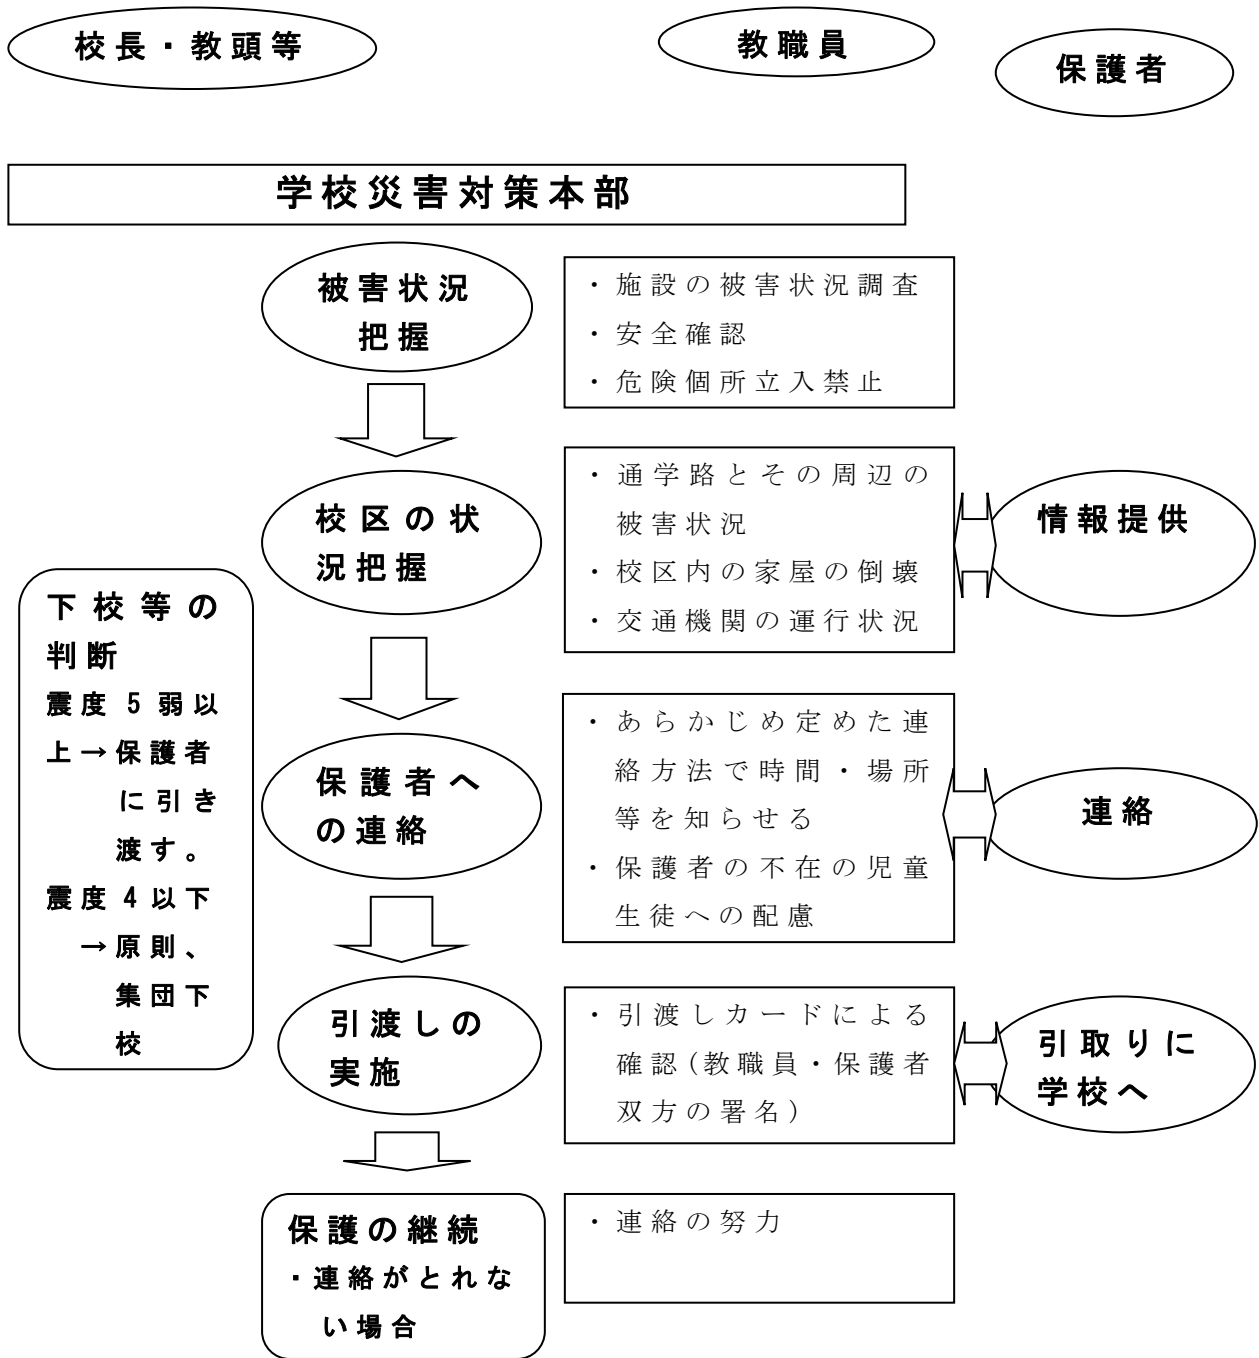 校長・教頭等
教職員
保護者
学校災害対策本部
被害状況
把握
・施設の被害状況調査
・安全確認
・危険個所立入禁止
校区の状
況把握
・通学路とその周辺の
被害状況
・校区内の家屋の倒壊
・交通機関の運行状況
情報提供
下校等の
判断
震度5弱以
上→保護者
に引き
渡す。
震度4以下
→原則、
集団下
校
保護者へ
の連絡
・あらかじめ定めた連
絡方法で時間・場所
等を知らせる
・保護者の不在の児童
生徒への配慮
連絡
引渡しの
実施
・引渡しカードによる
確認(教職員・保護者
双方の署名)
引取りに
学校へ
保護の継続
・連絡がとれな
い場合
・連絡の努力